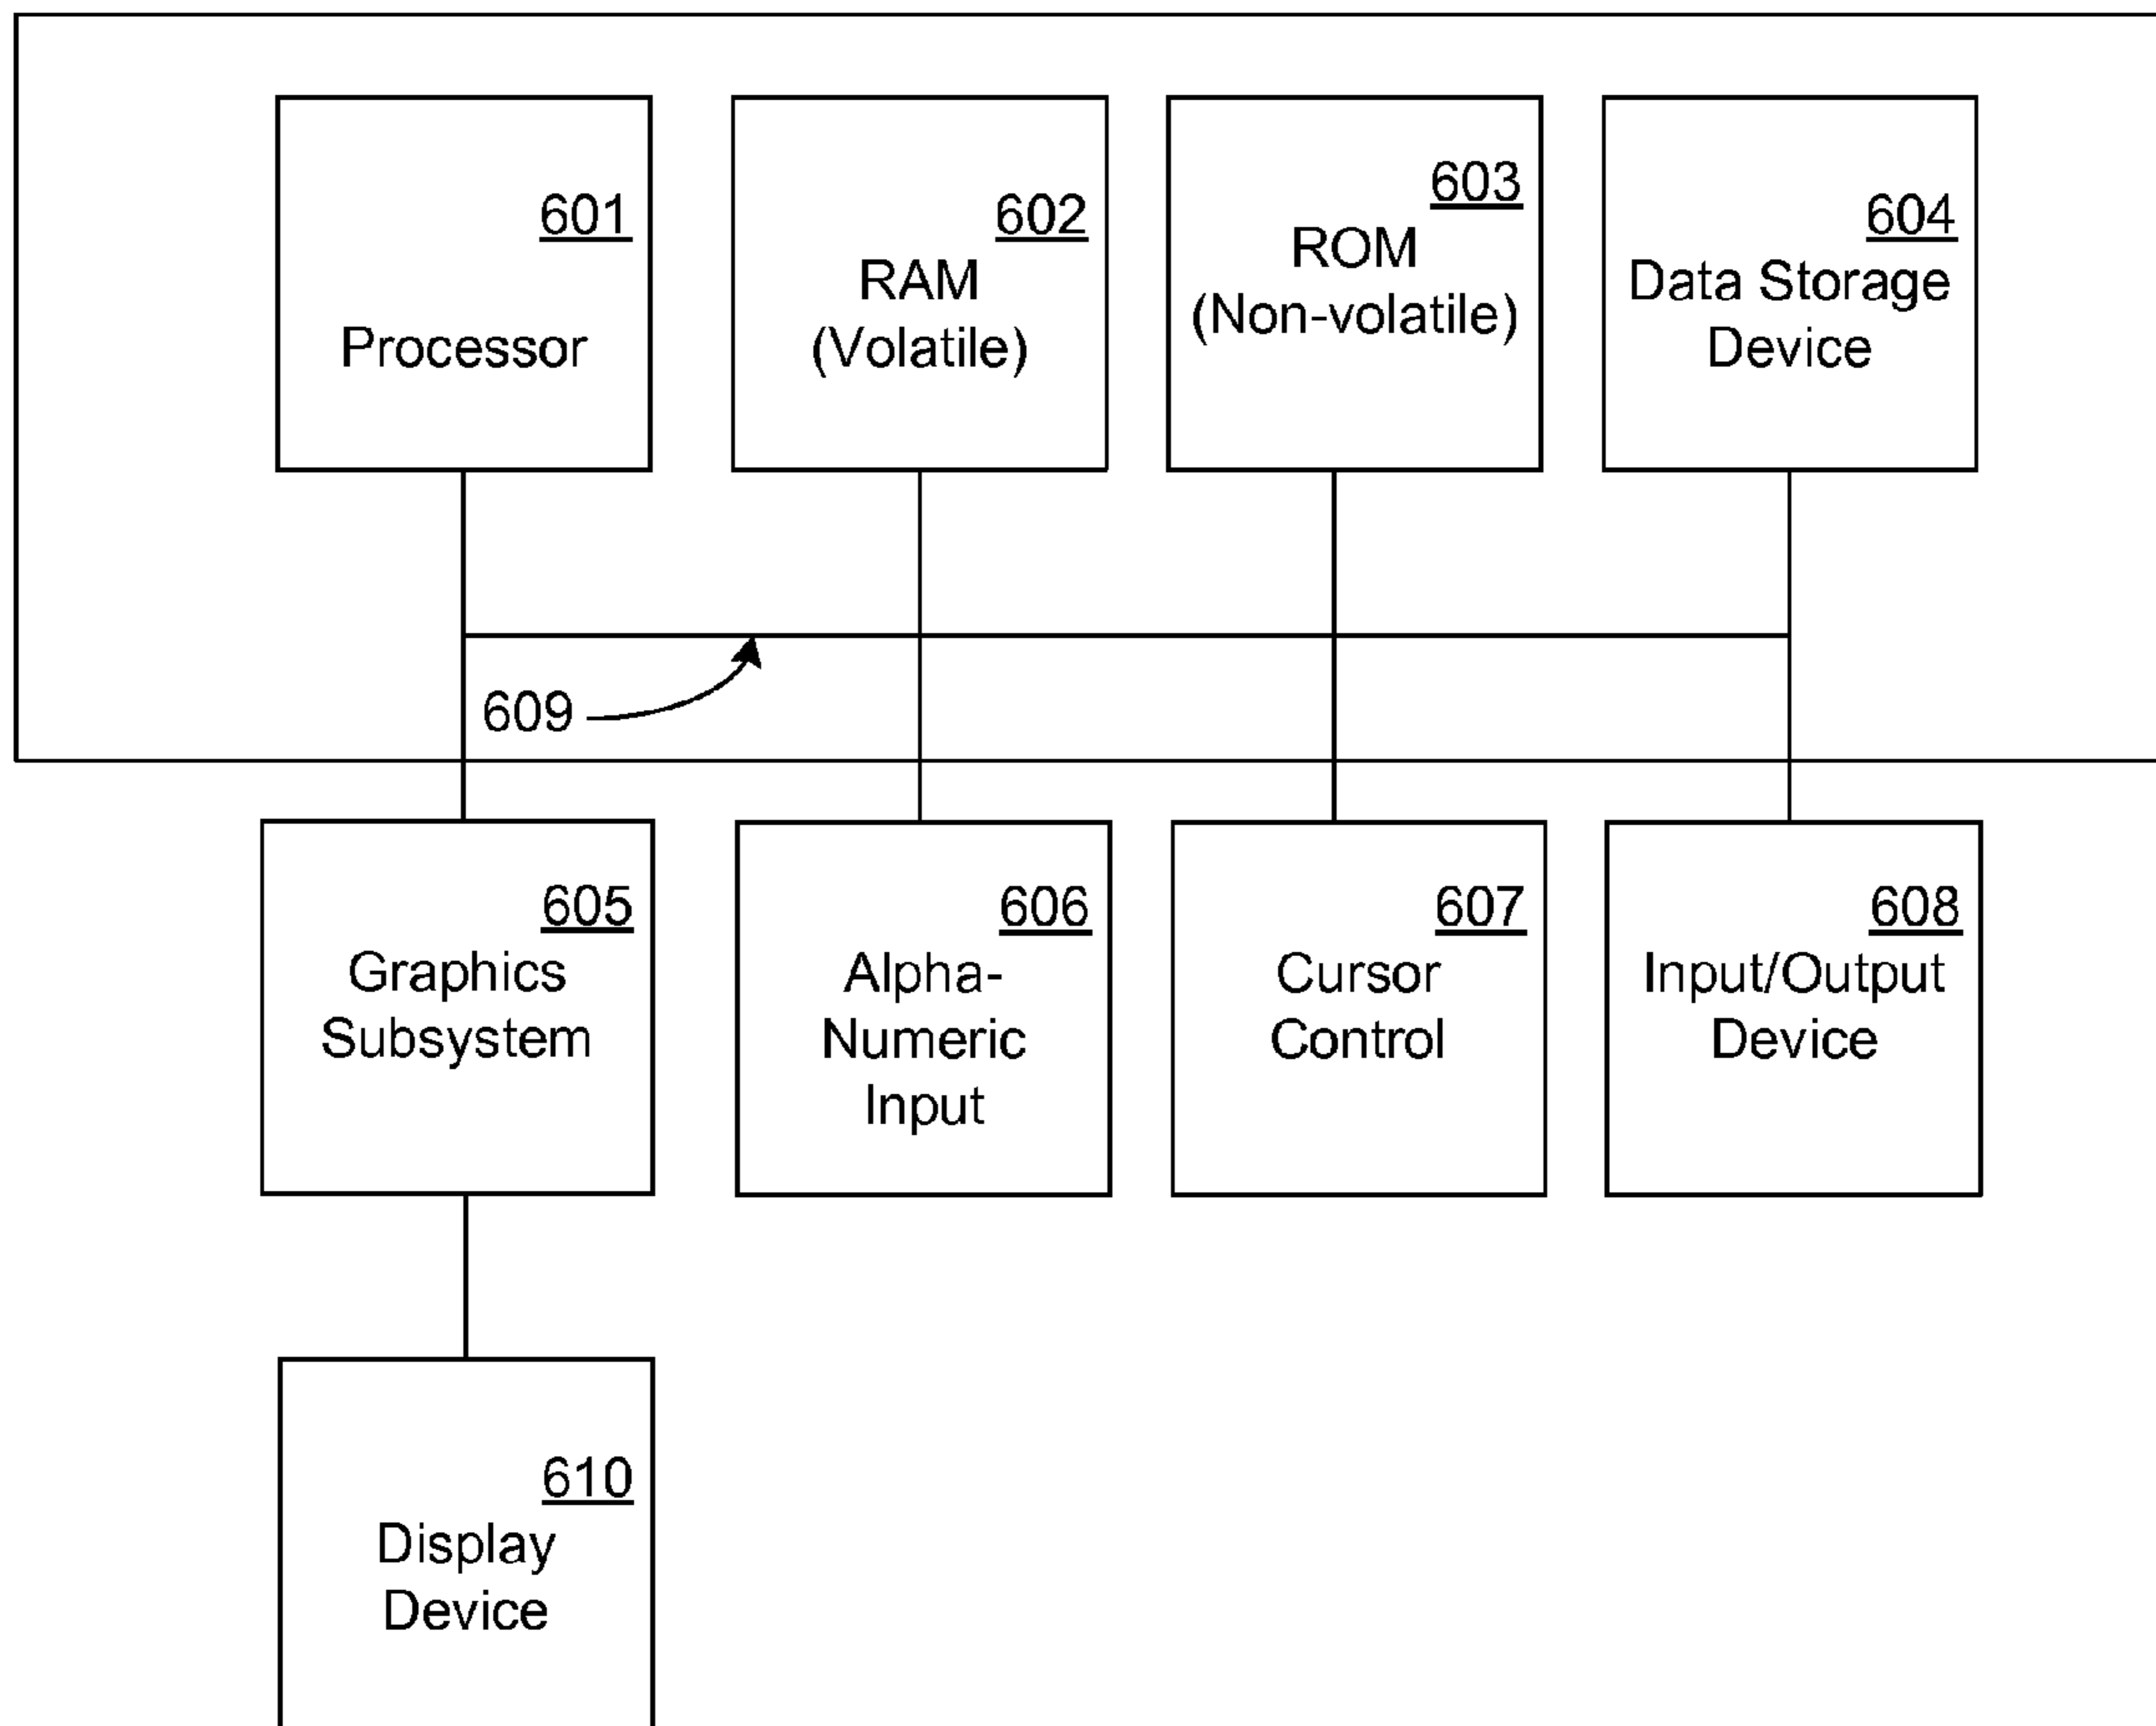 601
Processor
602
RAM
(Volatile)
603
ROM
(Non-volatile)
604
Data Storage
Device
609
605
Graphics
Subsystem
606
Alpha-
Numeric
Input
607
Cursor
Control
608
Input/Output
Device
610
Display
Device